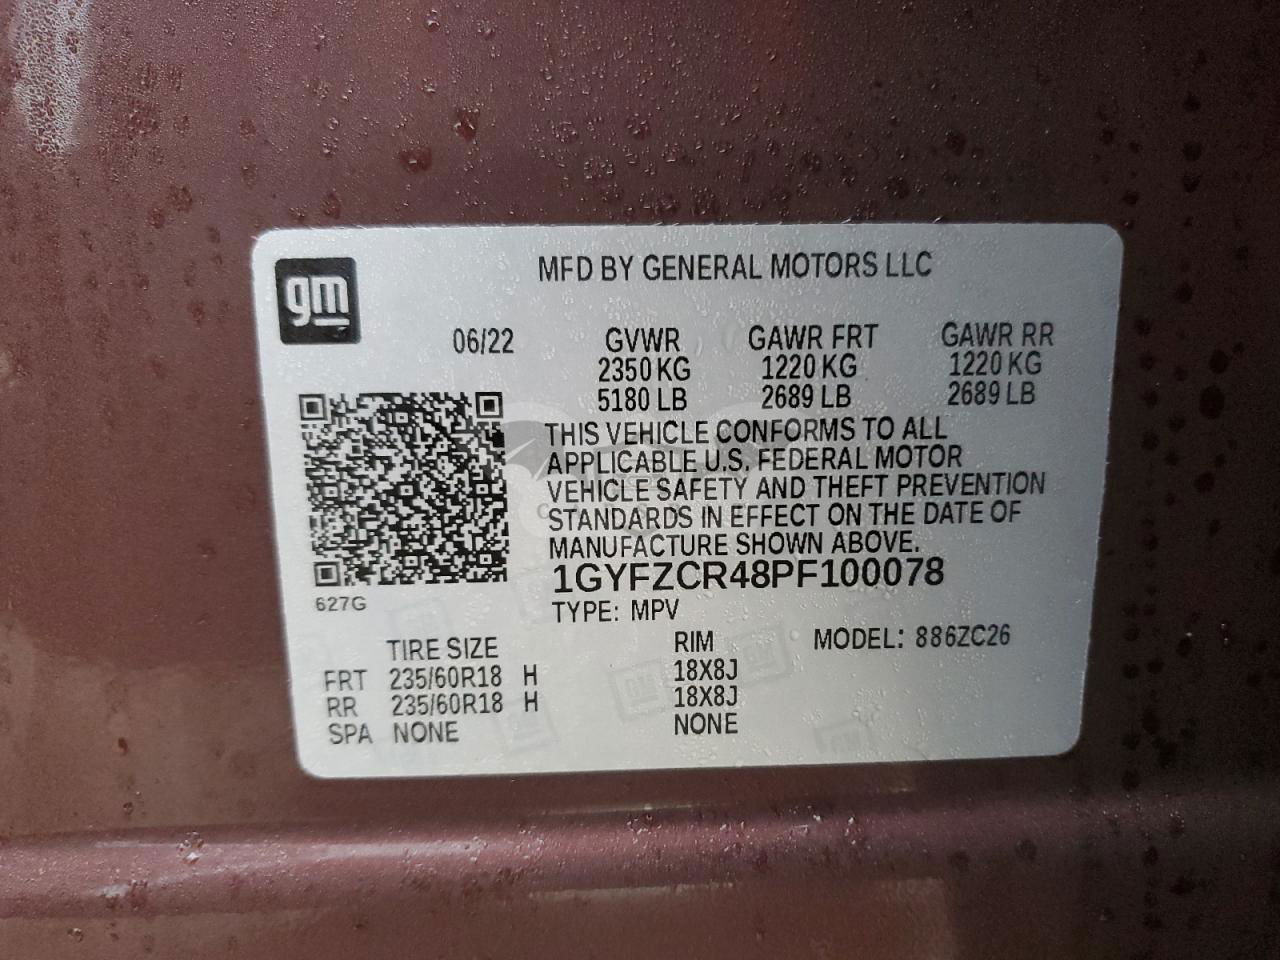 gm
MFD BY GENERAL MOTORS LLC
06/22 GVWR GAWR FRT GAWR RR
2350 KG 1220 KG 1220 KG
5180 LB 2689 LB 2689 LB
THIS VEHICLE CONFORMS TO ALL
APPLICABLE U.S. FEDERAL MOTOR
VEHICLE SAFETY AND THEFT PREVENTION
STANDARDS IN EFFECT ON THE DATE OF
MANUFACTURE SHOWN ABOVE.
1GYFZCR48PF100078
627G
TYPE: MPV
TIRE SIZE RIM MODEL: 886ZC26
FRT 235/60R18 H 18X8J
RR 235/60R18 H 18X8J
SPA NONE NONE